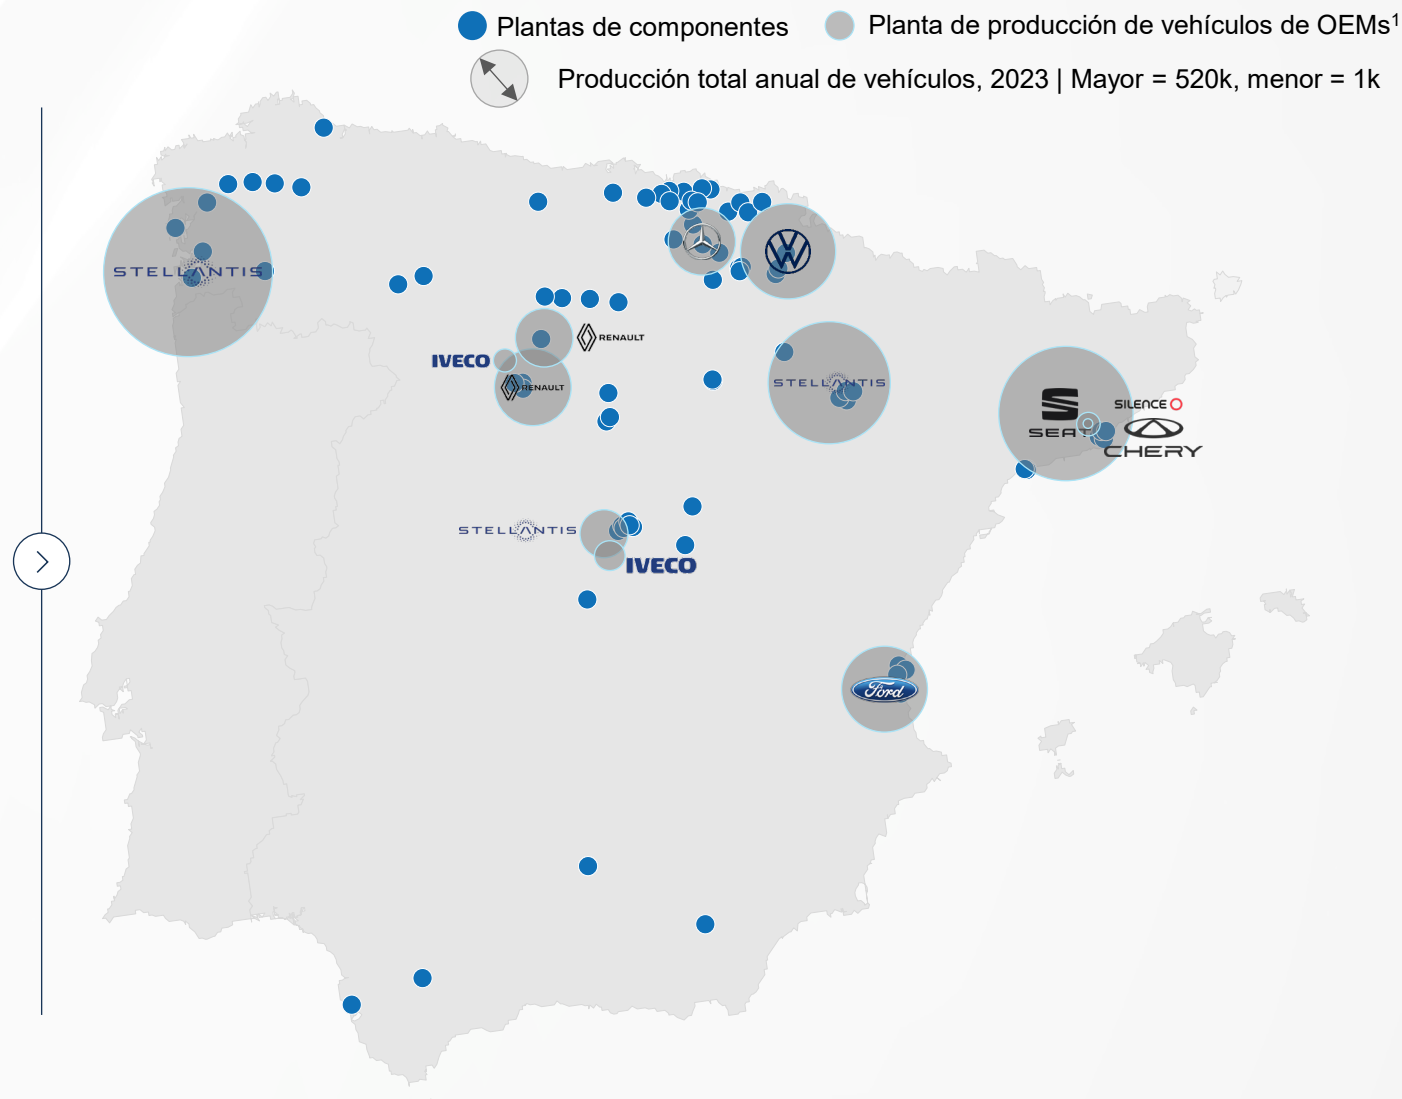 Plantas de componentes
Planta de producción de vehículos de OEMs¹
Producción total anual de vehículos, 2023 | Mayor = 520k, menor = 1k
STELLANTIS
RENAULT
IVECO
RENAULT
STELLANTIS
SEAT
SILENCE
CHERY
STELLANTIS
IVECO
Ford